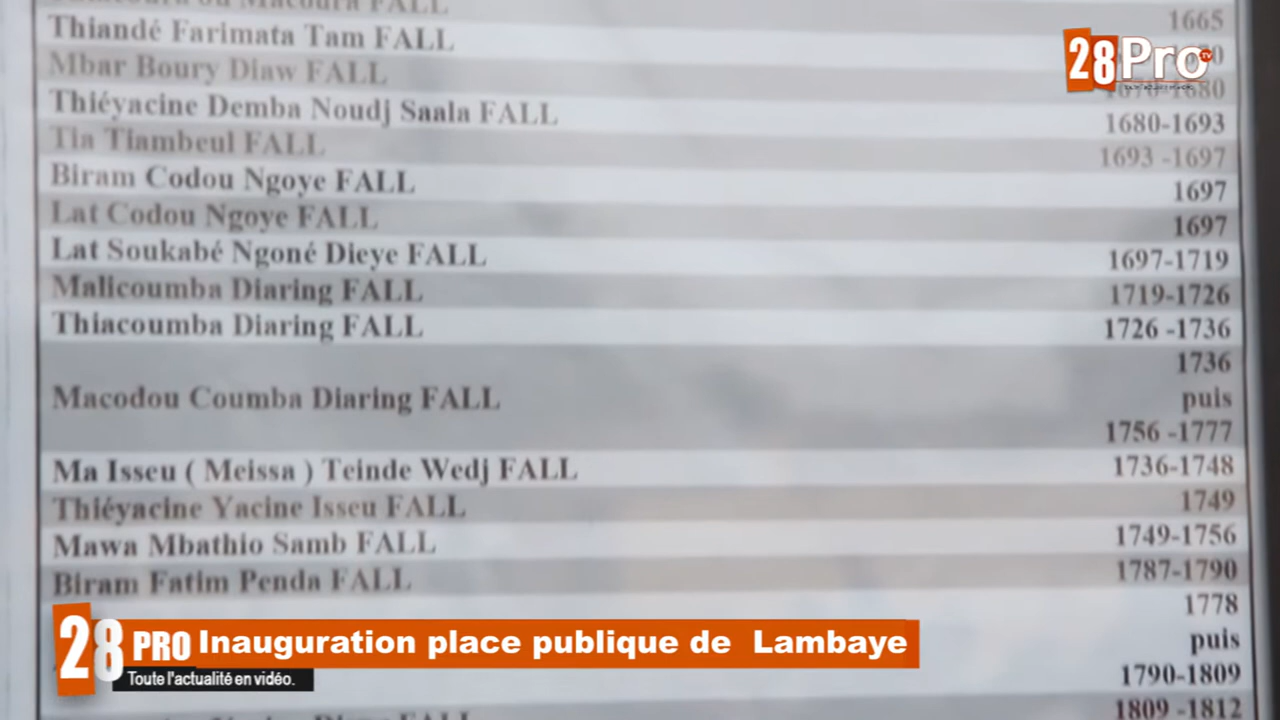 FALL
1665
Thiandé Farimata Tam FALL
Mbar Boury Diaw FALL
1670-1680
Thiéyacine Demba Noudj Saala FALL
1680-1693
Tia Tiambeul FALL
1693 -1697
Biram Codou Ngoye FALL
1697
Lat Codou Ngoye FALL
1697
Lat Soukabé Ngoné Dieye FALL
1697-1719
Malicoumba Diaring FALL
1719-1726
Thiacoumba Diaring FALL
1726 -1736
Macodou Coumba Diaring FALL
1736
puis
1756 -1777
Ma Isseu ( Meissa ) Teinde Wedj FALL
1736-1748
Thiéyacine Yacine Isseu FALL
1749
Mawa Mbathio Samb FALL
1749-1756
Biram Fatim Penda FALL
1787-1790
1778
puis
1790-1809
1809 -1812
28Pro TV
28 PRO Inauguration place publique de Lambaye
Toute l'actualité en vidéo.